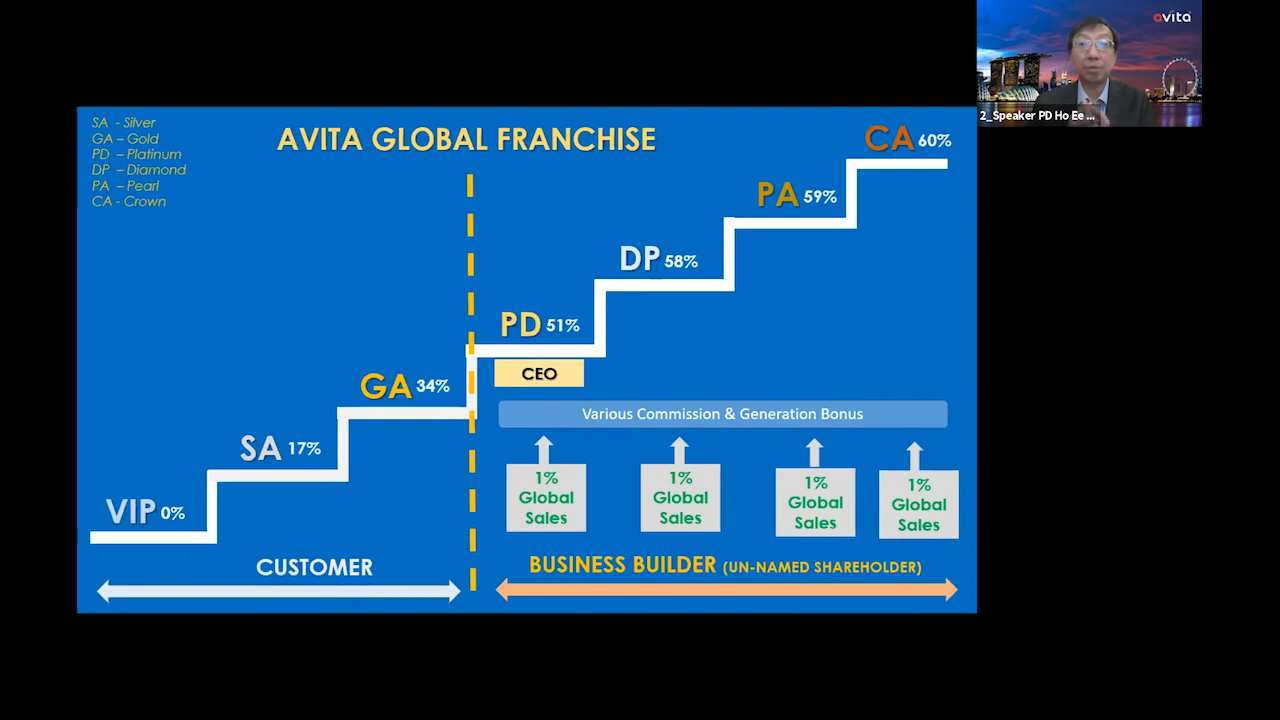 SA - Silver
GA – Gold
PD – Platinum
DP – Diamond
PA – Pearl
CA - Crown
AVITA GLOBAL FRANCHISE
CA 60%
PA 59%
DP 58%
PD 51%
CEO
GA 34%
SA 17%
VIP 0%
Various Commission & Generation Bonus
1%
Global
Sales
1%
Global
Sales
1%
Global
Sales
1%
Global
Sales
CUSTOMER
BUSINESS BUILDER (UN-NAMED SHAREHOLDER)
avita
2_Speaker PD Ho Ee ...